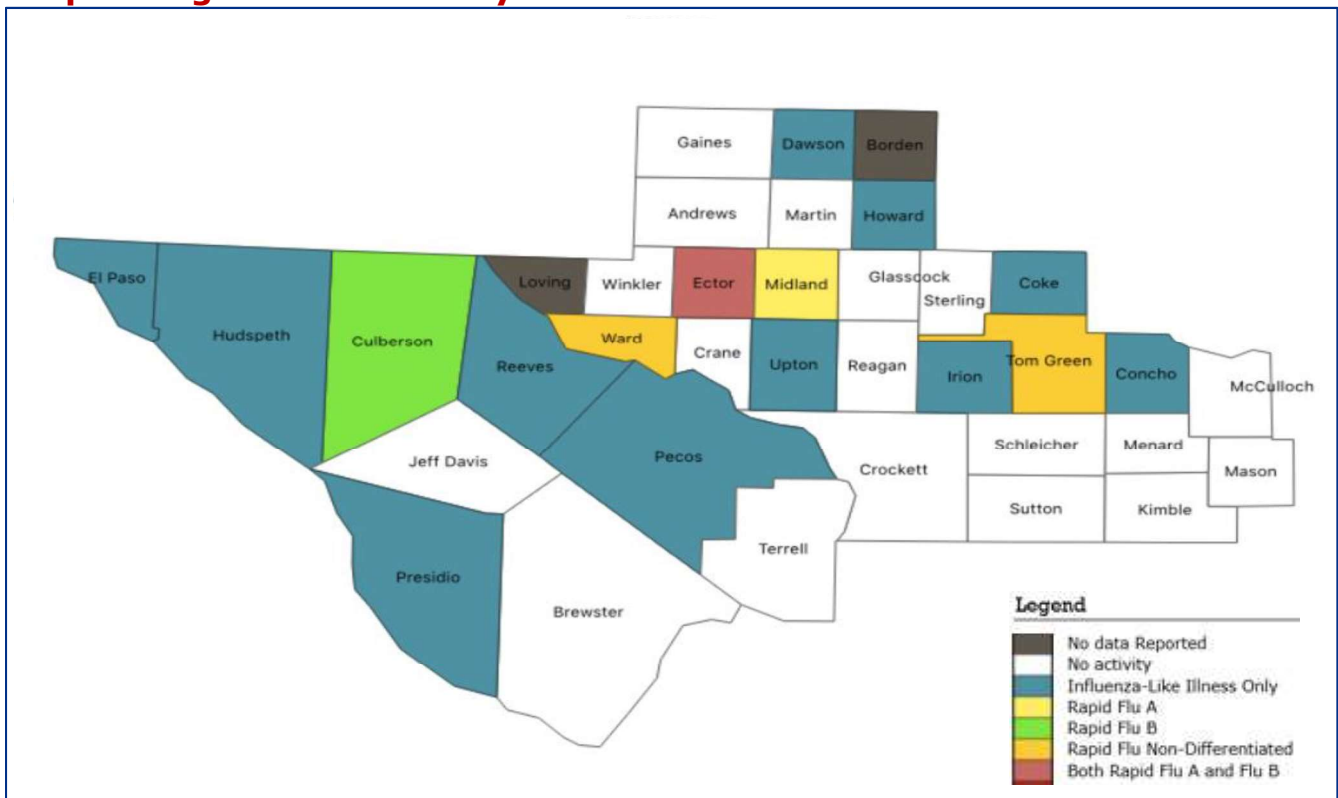 Gaines
Dawson
Borden
Andrews
Martin
Howard
El Paso
Hudspeth
Culberson
Reeves
Loving
Winkler
Ector
Midland
Glasscock
Sterling
Coke
Ward
Crane
Upton
Reagan
Irion
Tom Green
Concho
McCulloch
Jeff Davis
Pecos
Crockett
Schleicher
Menard
Mason
Sutton
Kimble
Terrell
Presidio
Brewster
Legend
No data Reported
No activity
Influenza-Like Illness Only
Rapid Flu A
Rapid Flu B
Rapid Flu Non-Differentiated
Both Rapid Flu A and Flu B